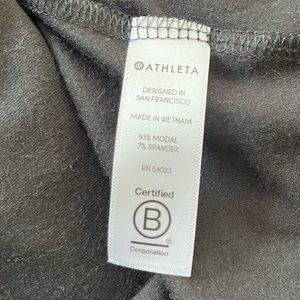 ATHLETA
DESIGNED IN
SAN FRANCISCO
MADE IN VIETNAM
93% MODAL
7% SPANDEX
RN 54023
Certified
B
®
Corporation